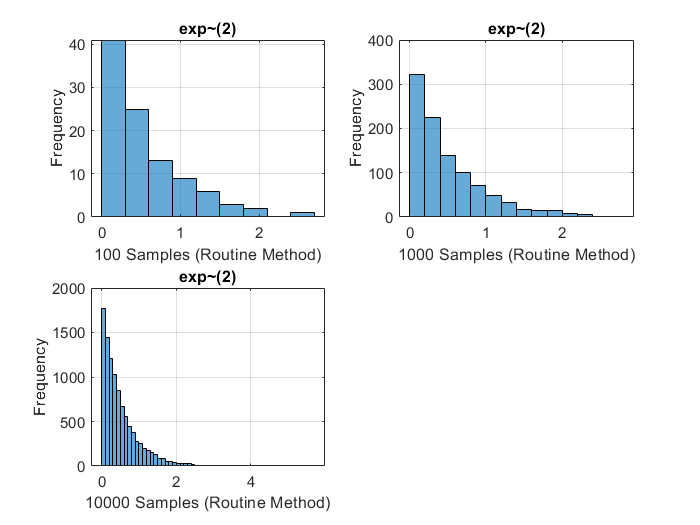 exp~(2)
Frequency
40
30
20
10
0
0 1 2
100 Samples (Routine Method)
exp~(2)
Frequency
400
300
200
100
0
0 1 2
1000 Samples (Routine Method)
exp~(2)
Frequency
2000
1500
1000
500
0
0 2 4
10000 Samples (Routine Method)